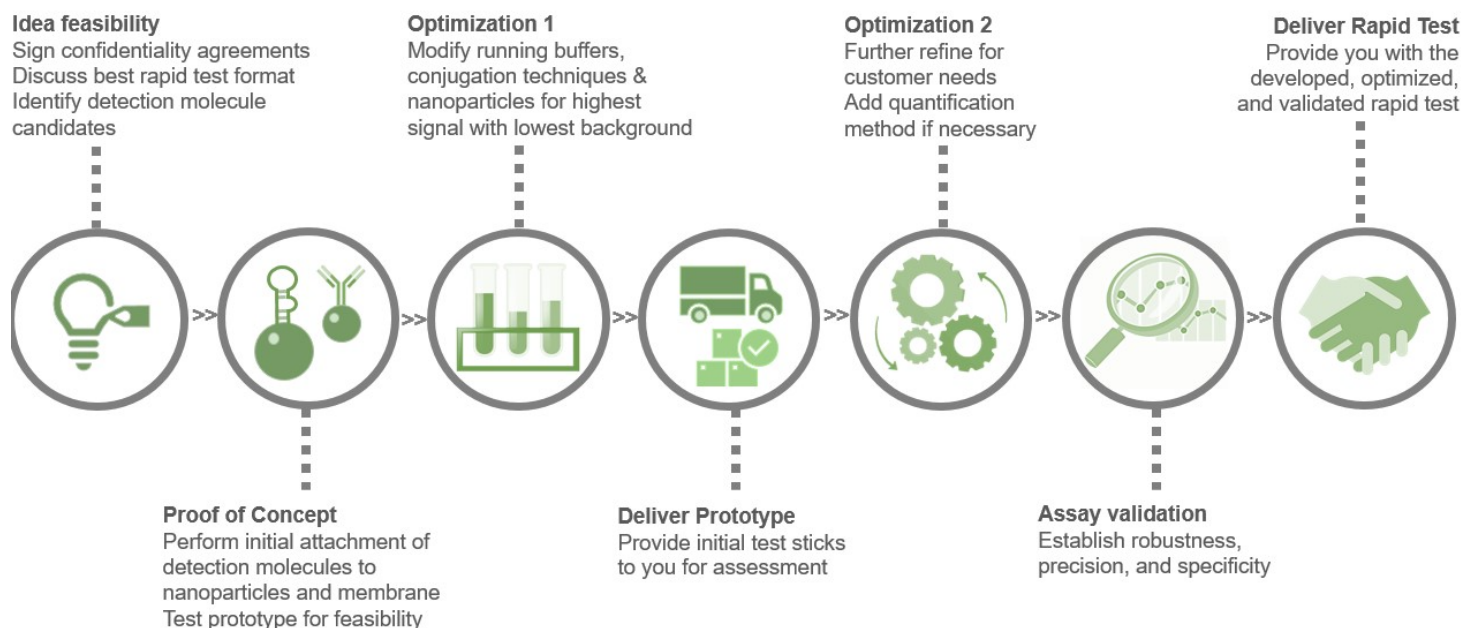 Idea feasibility
Sign confidentiality agreements
Discuss best rapid test format
Identify detection molecule
candidates
Proof of Concept
Perform initial attachment of
detection molecules to
nanoparticles and membrane
Test prototype for feasibility
Optimization 1
Modify running buffers,
conjugation techniques &
nanoparticles for highest
signal with lowest background
Deliver Prototype
Provide initial test sticks
to you for assessment
Optimization 2
Further refine for
customer needs
Add quantification
method if necessary
Assay validation
Establish robustness,
precision, and specificity
Deliver Rapid Test
Provide you with the
developed, optimized,
and validated rapid test